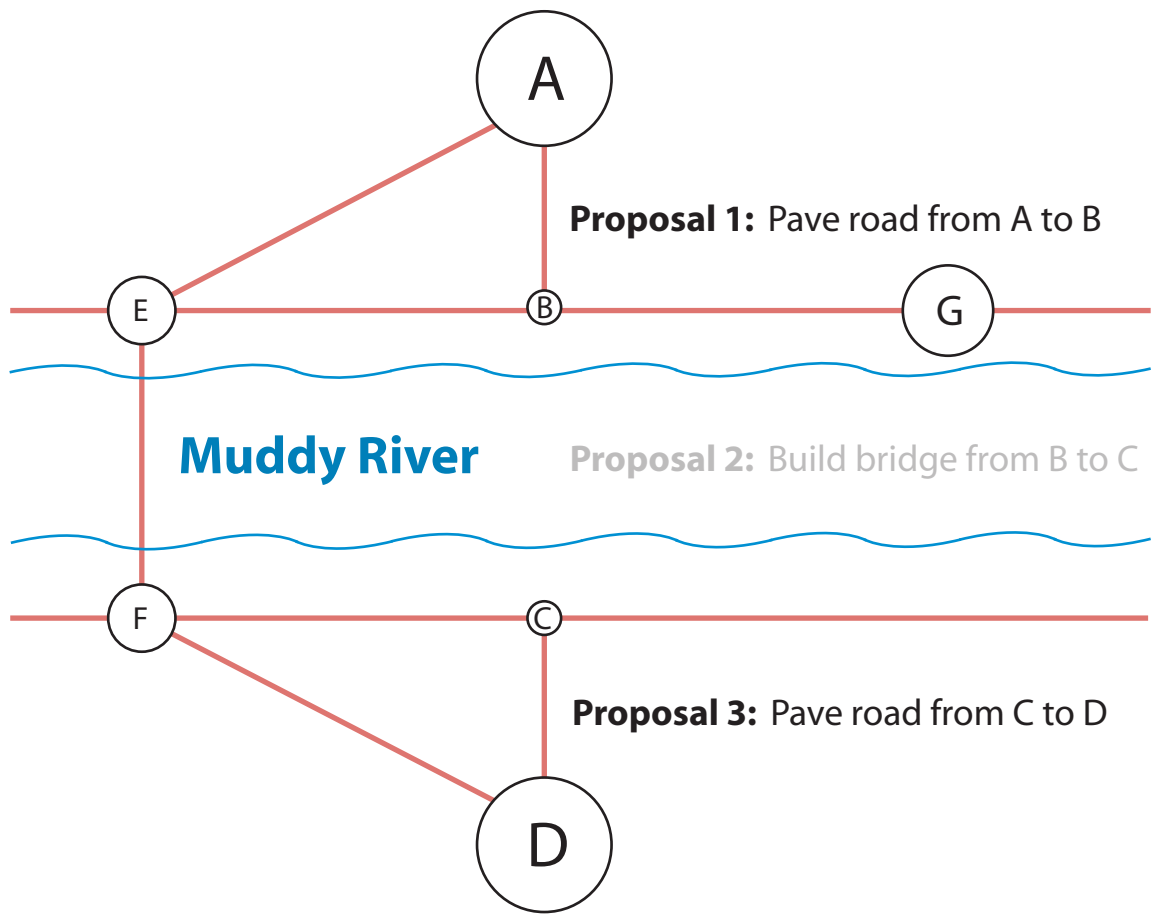 A
Proposal 1: Pave road from A to B
E
B
G
Muddy River
Proposal 2: Build bridge from B to C
F
C
Proposal 3: Pave road from C to D
D